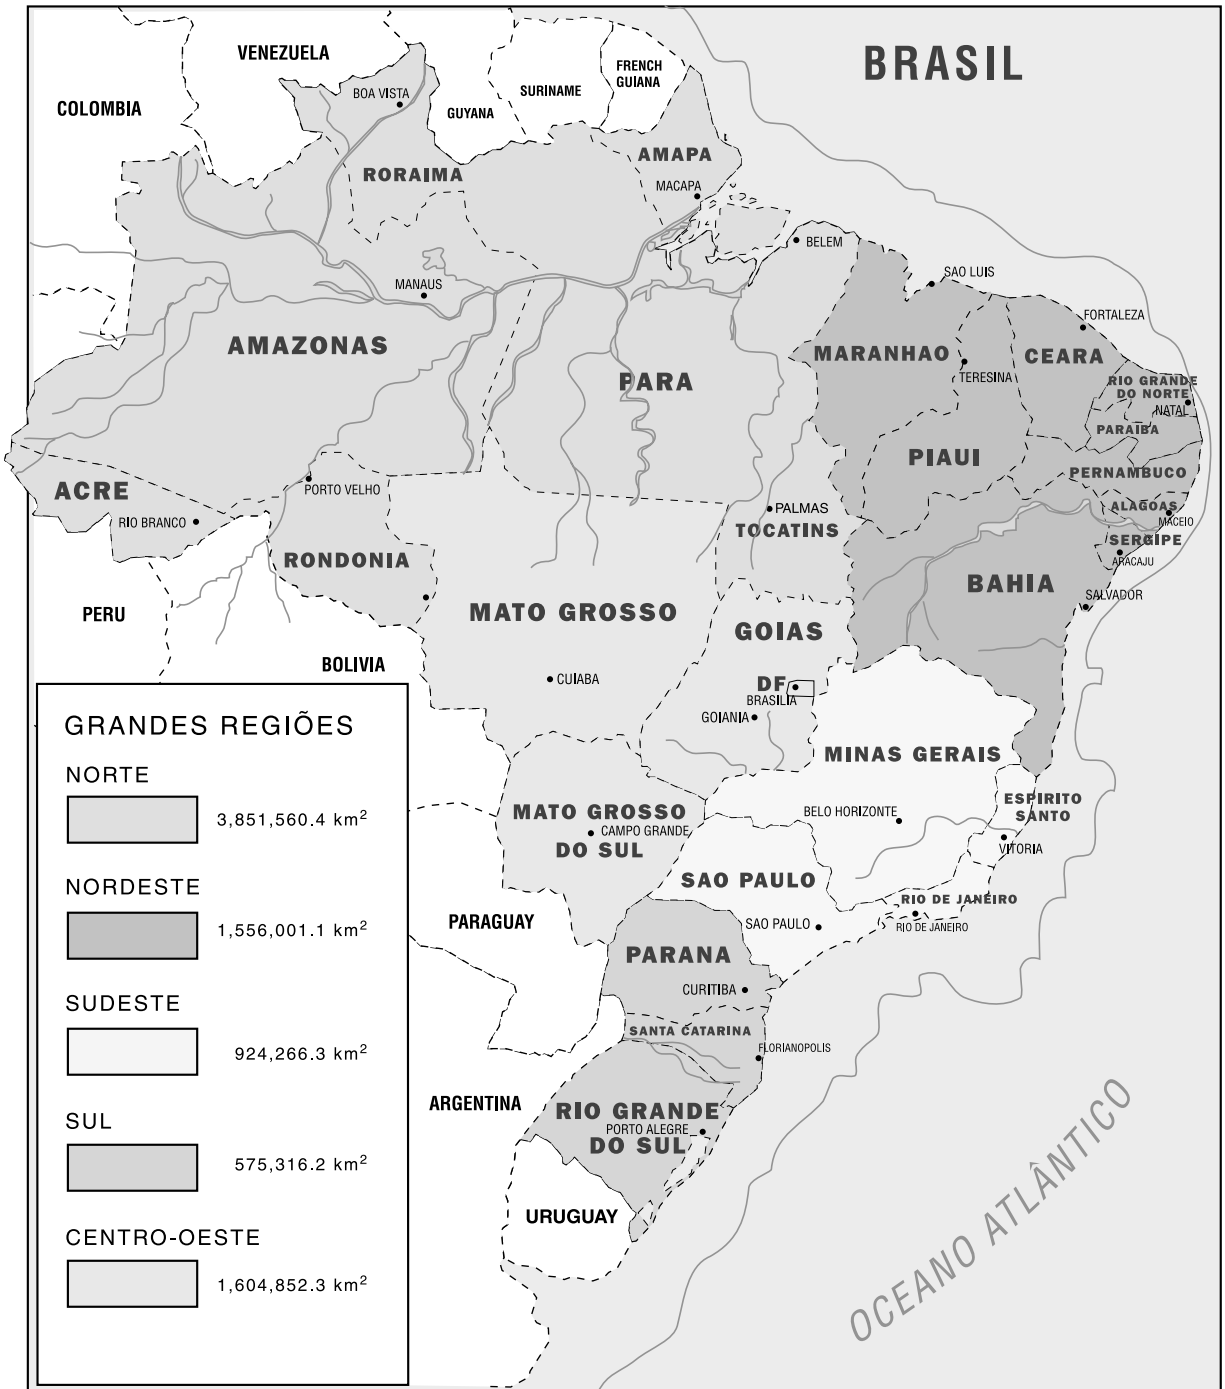 BRASIL
VENEZUELA
COLOMBIA
GUYANA
SURINAME
FRENCH
GUIANA
BOA VISTA
RORAIMA
AMAPA
MACAPA
BELEM
SAO LUIS
MANAUS
FORTALEZA
AMAZONAS
MARANHAO
CEARA
TERESINA
PARA
RIO GRANDE
DO NORTE
NATAL
PARAIBA
PIAUI
PERNAMBUCO
ACRE
PORTO VELHO
RIO BRANCO
PALMAS
TOCATINS
ALAGOAS
MACEIO
SERGIPE
ARACAJU
RONDONIA
BAHIA
SALVADOR
PERU
MATO GROSSO
GOIAS
BOLIVIA
CUIABA
DF
BRASILIA
GOIANIA
MINAS GERAIS
ESPIRITO
SANTO
MATO GROSSO
DO SUL
CAMPO GRANDE
BELO HORIZONTE
VITORIA
SAO PAULO
RIO DE JANEIRO
RIO DE JANEIRO
SAO PAULO
PARAGUAY
PARANA
CURITIBA
SANTA CATARINA
FLORIANOPOLIS
ARGENTINA
RIO GRANDE
DO SUL
PORTO ALEGRE
URUGUAY
OCEANO ATLÂNTICO
GRANDES REGIÕES
NORTE
3,851,560.4 km²
NORDESTE
1,556,001.1 km²
SUDESTE
924,266.3 km²
SUL
575,316.2 km²
CENTRO-OESTE
1,604,852.3 km²